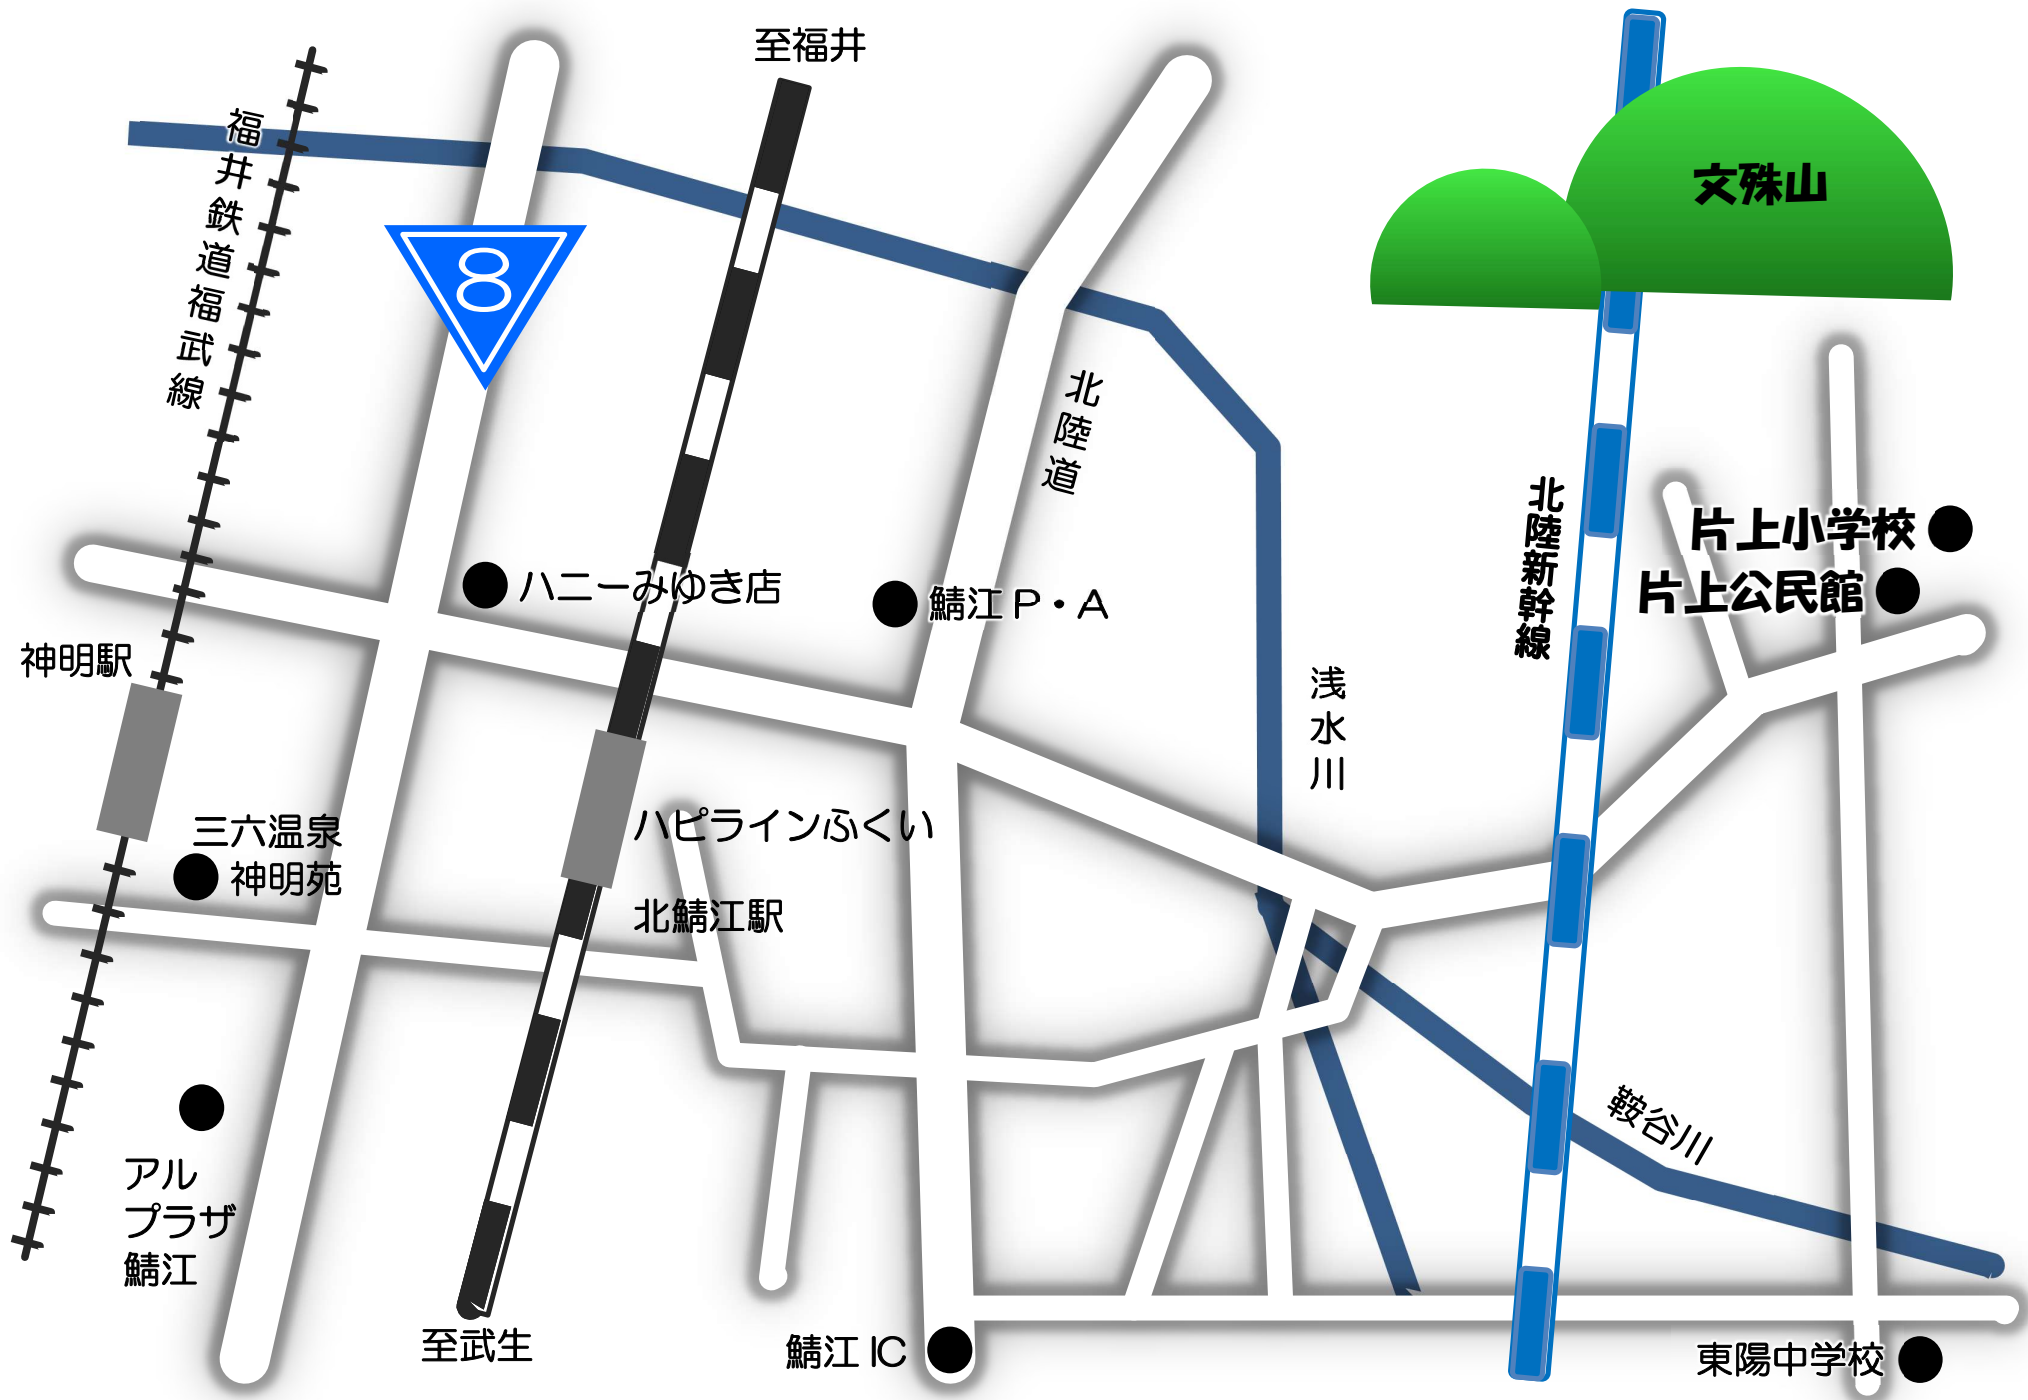 至福井
福井鉄道福武線
8
文殊山
北陸道
北陸新幹線
片上小学校
片上公民館
ハニーみゆき店
鯖江P・A
神明駅
浅水川
三六温泉
神明苑
ハピラインふくい
北鯖江駅
鞍谷川
アル
プラザ
鯖江
至武生
鯖江IC
東陽中学校